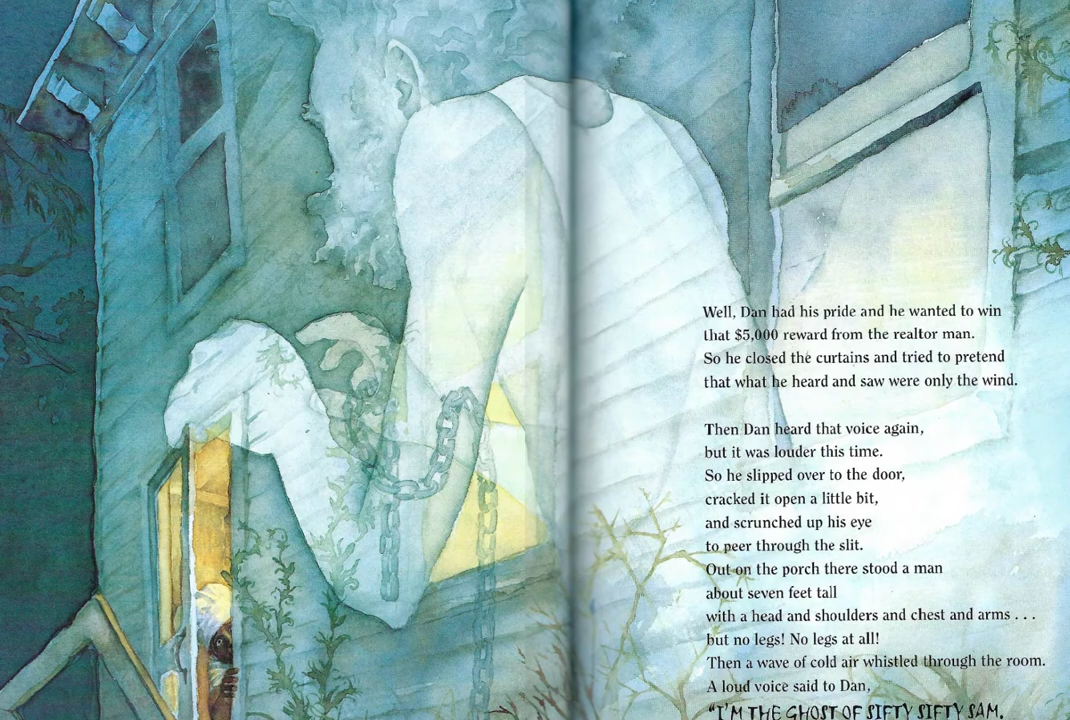 Well, Dan had his pride and he wanted to win
that $5,000 reward from the realtor man.
So he closed the curtains and tried to pretend
that what he heard and saw were only the wind.
Then Dan heard that voice again,
but it was louder this time.
So he slipped over to the door,
cracked it open a little bit,
and scrunched up his eye
to peer through the slit.
Out on the porch there stood a man
about seven feet tall
with a head and shoulders and chest and arms . . .
but no legs! No legs at all!
Then a wave of cold air whistled through the room.
A loud voice said to Dan,
"I'M THE GHOST OF SIFTY SIFTY SAM.